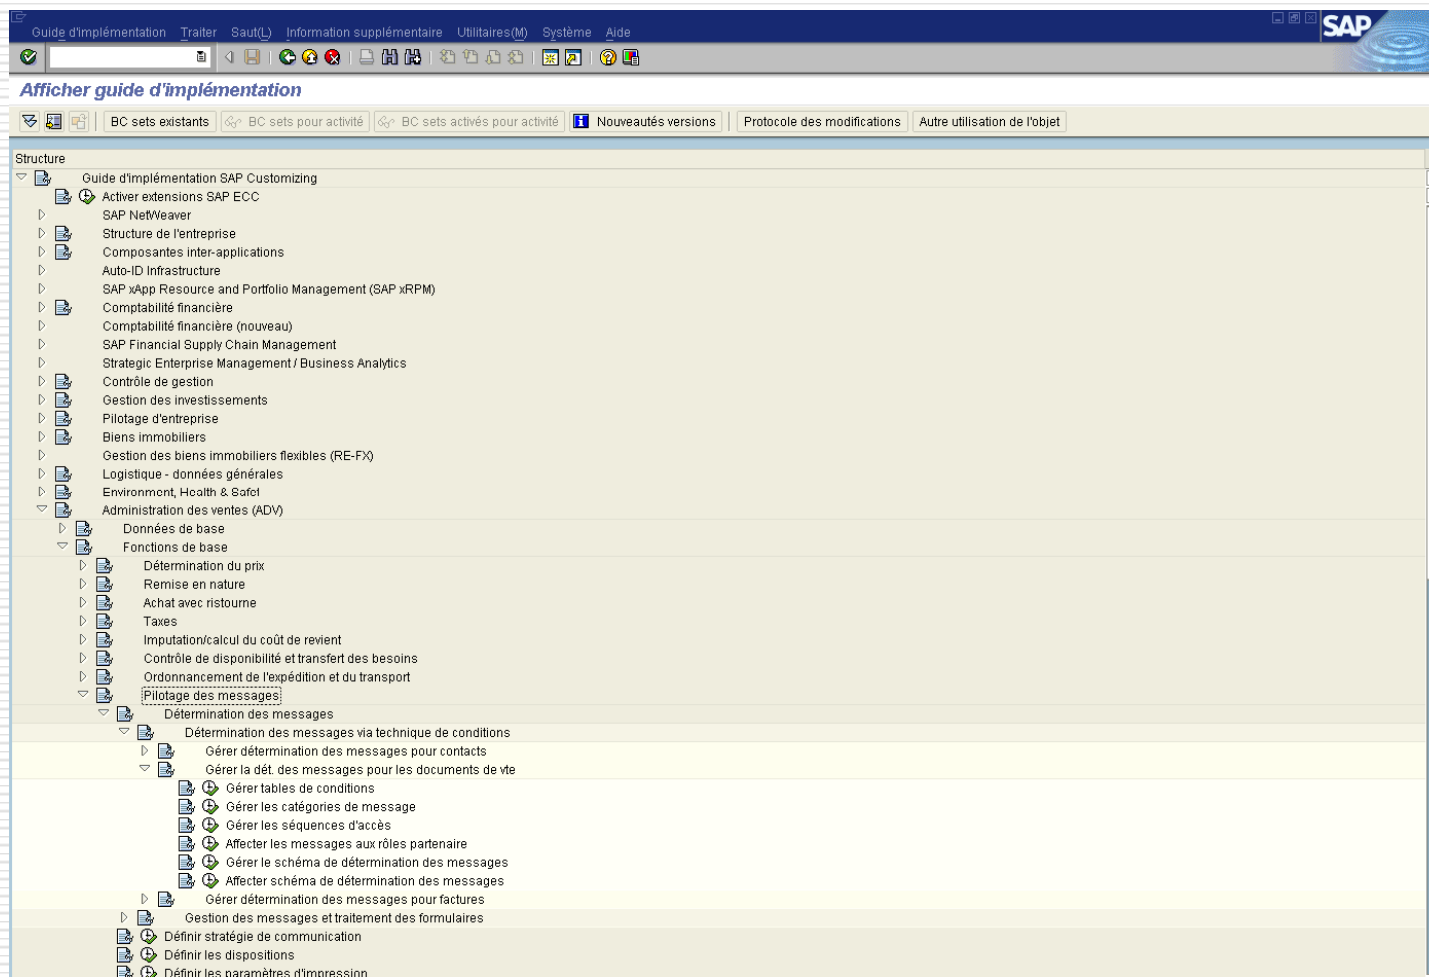 Guide d'implémentation Traiter Saut(L) Information supplémentaire Utilitaires(M) Système Aide
SAP
Afficher guide d'implémentation
BC sets existants BC sets pour activité BC sets activés pour activité Nouveautés versions Protocole des modifications Autre utilisation de l'objet
Structure
Guide d'implémentation SAP Customizing
Activer extensions SAP ECC
SAP NetWeaver
Structure de l'entreprise
Composantes inter-applications
Auto-ID Infrastructure
SAP xApp Resource and Portfolio Management (SAP xRPM)
Comptabilité financière
Comptabilité financière (nouveau)
SAP Financial Supply Chain Management
Strategic Enterprise Management / Business Analytics
Contrôle de gestion
Gestion des investissements
Pilotage d'entreprise
Biens immobiliers
Gestion des biens immobiliers flexibles (RE-FX)
Logistique - données générales
Environment, Health & Safet
Administration des ventes (ADV)
Données de base
Fonctions de base
Détermination du prix
Remise en nature
Achat avec ristourne
Taxes
Imputation/calcul du coût de revient
Contrôle de disponibilité et transfert des besoins
Ordonnancement de l'expédition et du transport
Pilotage des messages
Détermination des messages
Détermination des messages via technique de conditions
Gérer détermination des messages pour contacts
Gérer la dét. des messages pour les documents de vte
Gérer tables de conditions
Gérer les catégories de message
Gérer les séquences d'accès
Affecter les messages aux rôles partenaire
Gérer le schéma de détermination des messages
Affecter schéma de détermination des messages
Gérer détermination des messages pour factures
Gestion des messages et traitement des formulaires
Définir stratégie de communication
Définir les dispositions
Définir les paramètres d'impression